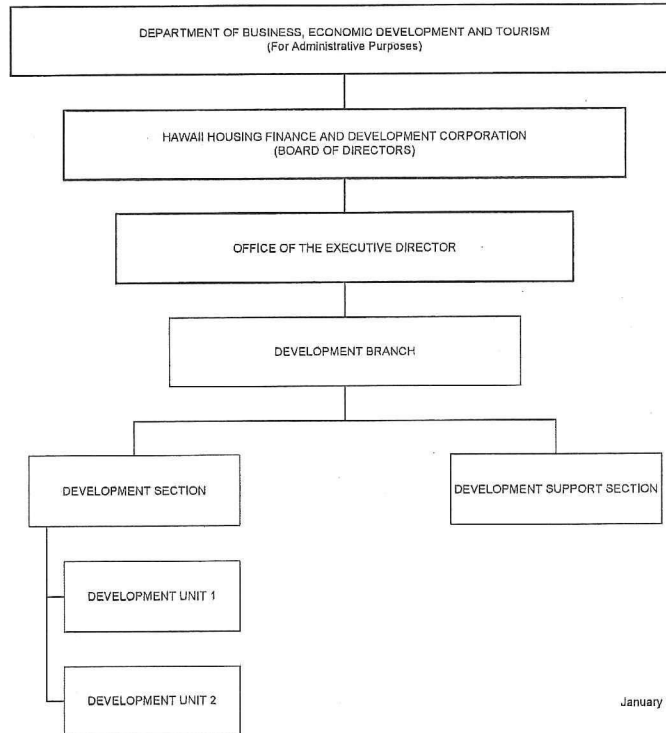 DEPARTMENT OF BUSINESS, ECONOMIC DEVELOPMENT AND TOURISM
(For Administrative Purposes)
HAWAII HOUSING FINANCE AND DEVELOPMENT CORPORATION
(BOARD OF DIRECTORS)
OFFICE OF THE EXECUTIVE DIRECTOR
DEVELOPMENT BRANCH
DEVELOPMENT SECTION
DEVELOPMENT SUPPORT SECTION
DEVELOPMENT UNIT 1
DEVELOPMENT UNIT 2
January